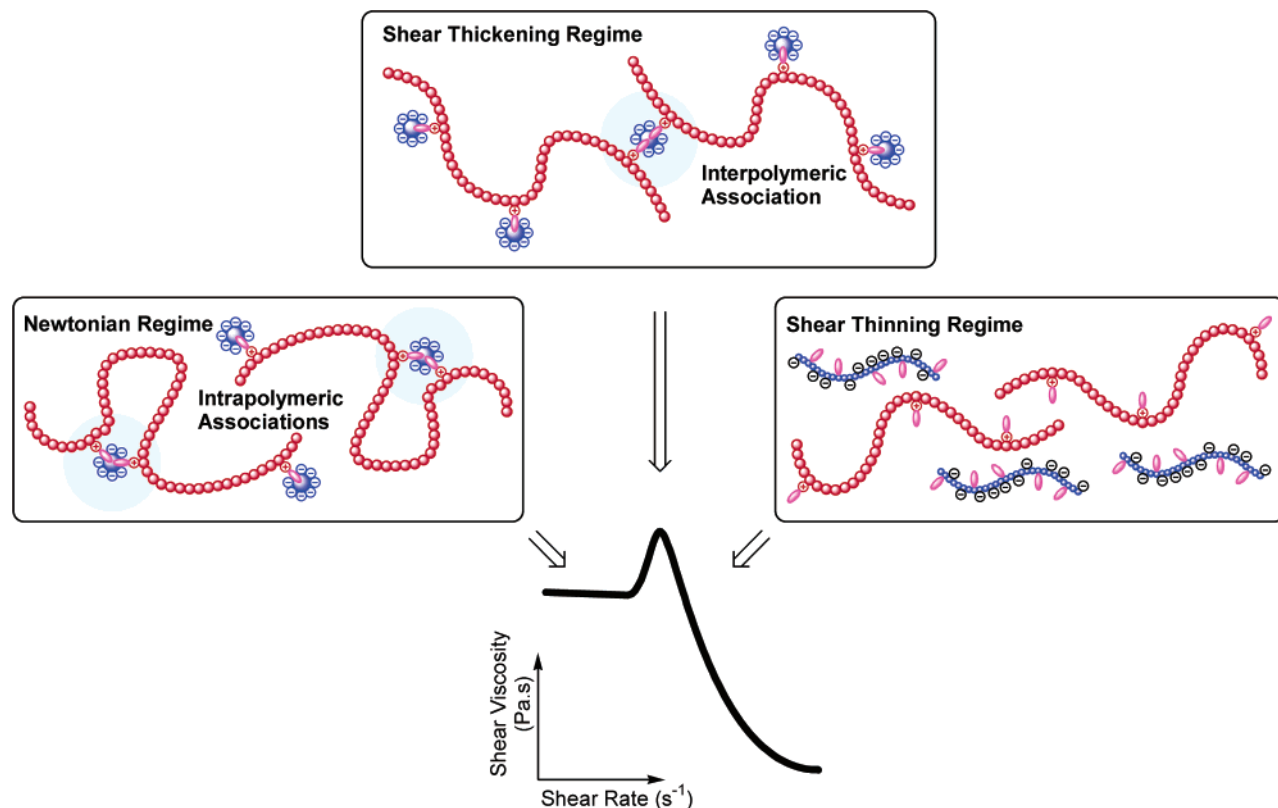 Shear Thickening Regime
Interpolymeric
Association
Newtonian Regime
Intrapolymeric
Associations
Shear Thinning Regime
Shear Viscosity
(Pa.s)
Shear Rate (s⁻¹)